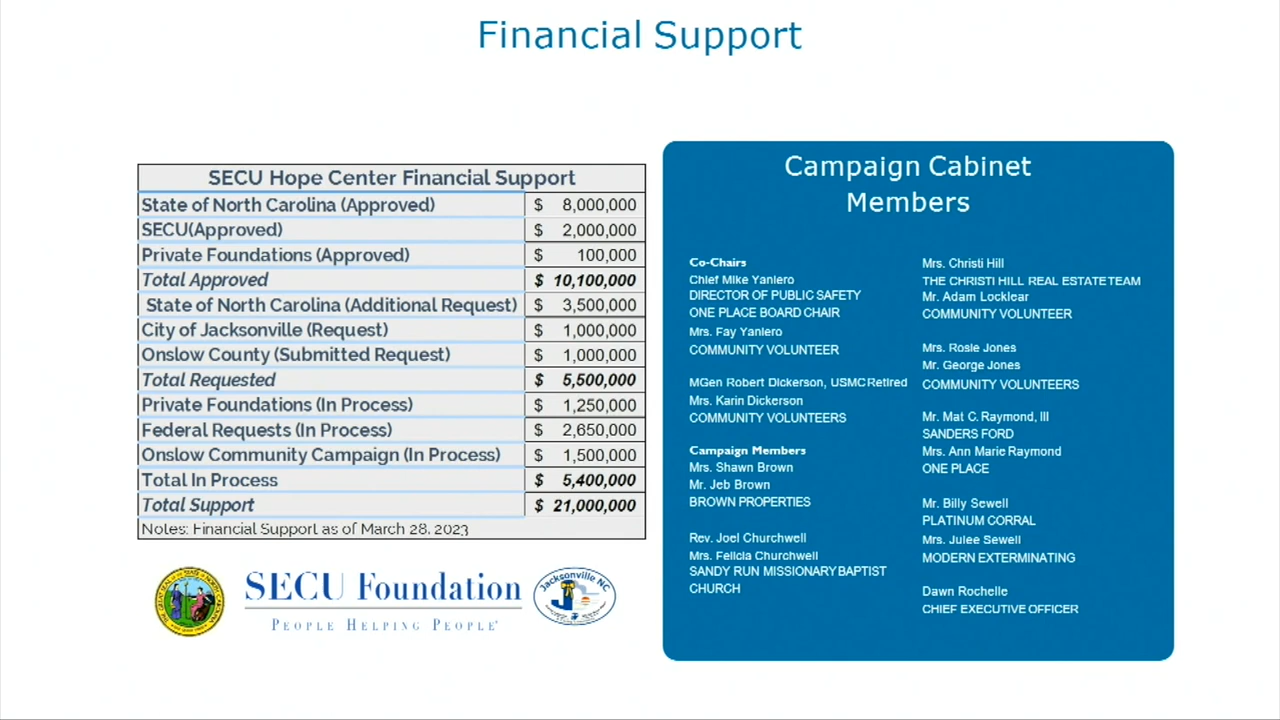 Financial Support
SECU Hope Center Financial Support
State of North Carolina (Approved) $ 8,000,000
SECU(Approved) $ 2,000,000
Private Foundations (Approved) $ 100,000
Total Approved $ 10,100,000
State of North Carolina (Additional Request) $ 3,500,000
City of Jacksonville (Request) $ 1,000,000
Onslow County (Submitted Request) $ 1,000,000
Total Requested $ 5,500,000
Private Foundations (In Process) $ 1,250,000
Federal Requests (In Process) $ 2,650,000
Onslow Community Campaign (In Process) $ 1,500,000
Total In Process $ 5,400,000
Total Support $ 21,000,000
Notes: Financial Support as of March 28, 2023
SECU Foundation
PEOPLE HELPING PEOPLE®
Jacksonville NC
Campaign Cabinet
Members
Co-Chairs
Chief Mike Yaniero
DIRECTOR OF PUBLIC SAFETY
ONE PLACE BOARD CHAIR
Mrs. Fay Yaniero
COMMUNITY VOLUNTEER
MGen Robert Dickerson, USMC Retired
Mrs. Karin Dickerson
COMMUNITY VOLUNTEERS
Campaign Members
Mrs. Shawn Brown
Mr. Jeb Brown
BROWN PROPERTIES
Rev. Joel Churchwell
Mrs. Felicia Churchwell
SANDY RUN MISSIONARY BAPTIST
CHURCH
Mrs. Christi Hill
THE CHRISTI HILL REAL ESTATE TEAM
Mr. Adam Locklear
COMMUNITY VOLUNTEER
Mrs. Rosie Jones
Mr. George Jones
COMMUNITY VOLUNTEERS
Mr. Mat C. Raymond, III
SANDERS FORD
Mrs. Ann Marie Raymond
ONE PLACE
Mr. Billy Sewell
PLATINUM CORRAL
Mrs. Julee Sewell
MODERN EXTERMINATING
Dawn Rochelle
CHIEF EXECUTIVE OFFICER